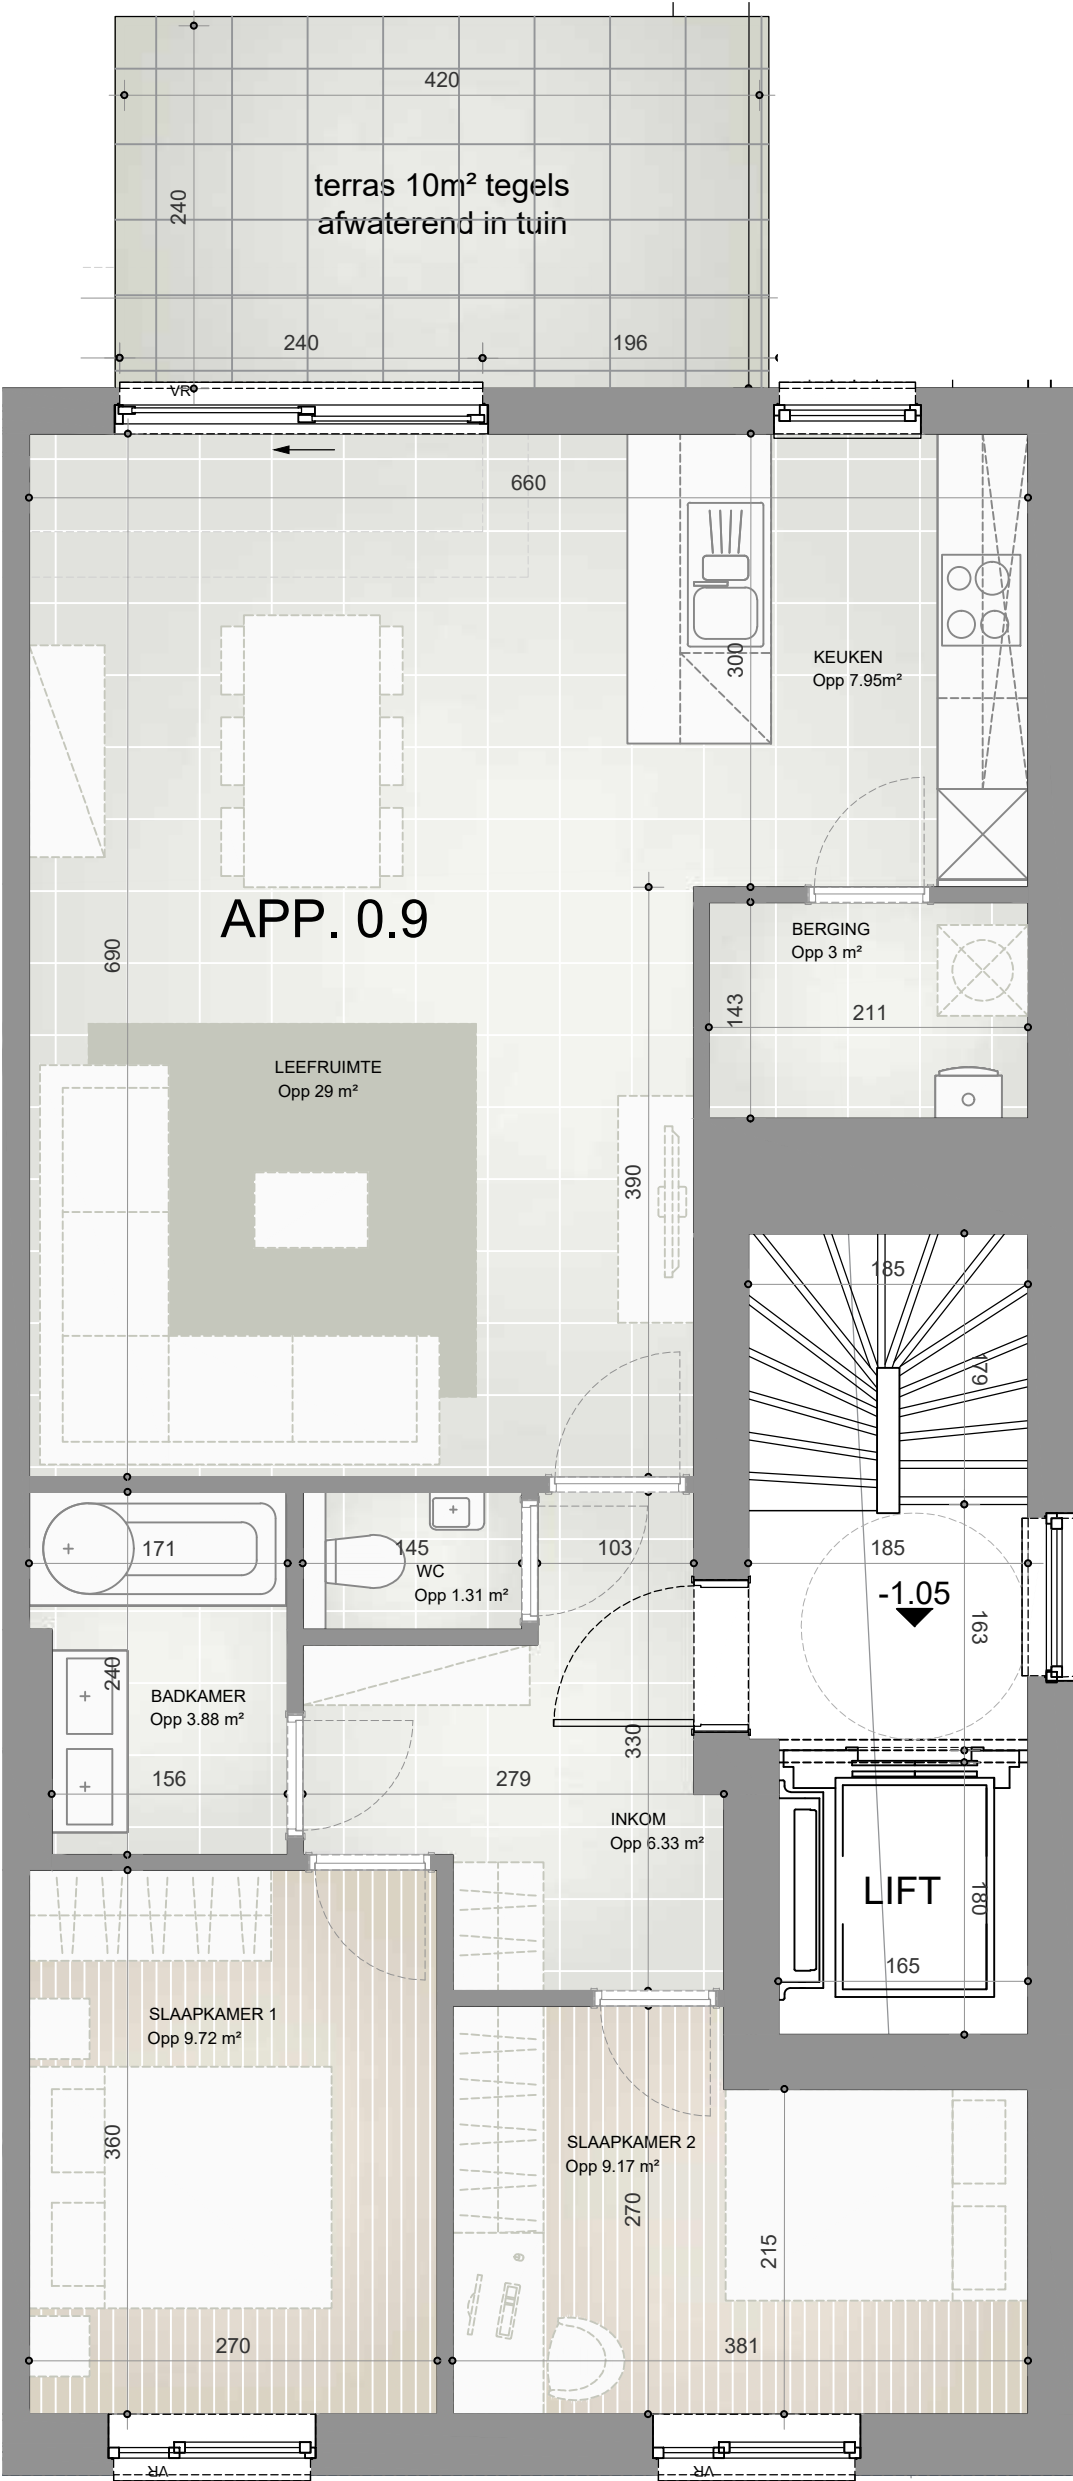 420
terras 10m² tegels
afwaterend in tuin
240
240
196
VR
660
300
KEUKEN
Opp 7.95m²
APP. 0.9
690
BERGING
Opp 3 m²
143
211
LEEFRUIMTE
Opp 29 m²
390
185
179
171
145
WC
Opp 1.31 m²
103
185
-1.05
163
240
BADKAMER
Opp 3.88 m²
156
279
330
INKOM
Opp 6.33 m²
LIFT
180
165
SLAAPKAMER 1
Opp 9.72 m²
360
SLAAPKAMER 2
Opp 9.17 m²
270
215
270
381
VR
VR